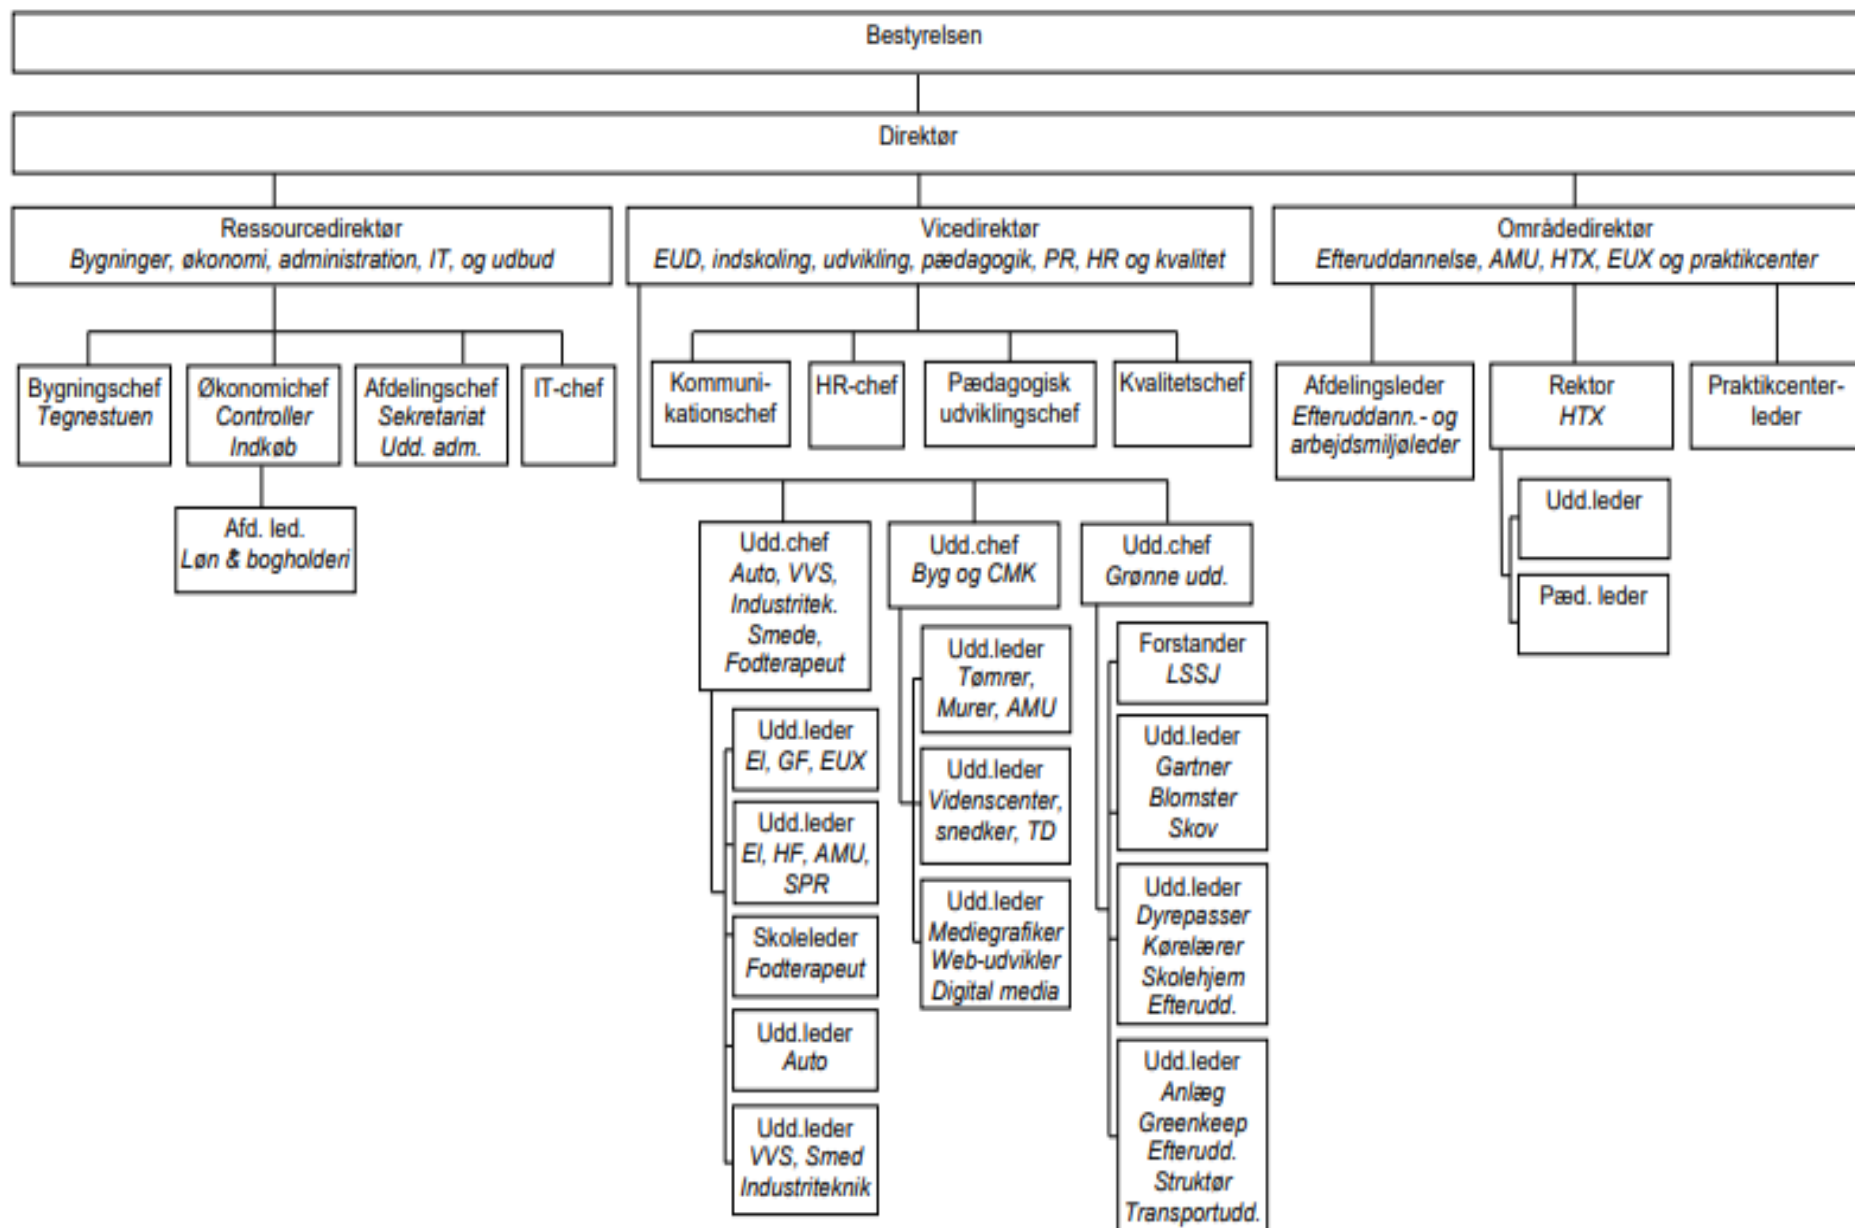 Bestyrelsen
Direktør
Ressourcedirektør
Bygninger, økonomi, administration, IT, og udbud
Vicedirektør
EUD, indskoling, udvikling, pædagogik, PR, HR og kvalitet
Områdedirektør
Efteruddannelse, AMU, HTX, EUX og praktikcenter
Bygningschef
Tegnestuen
Økonomichef
Controller
Indkøb
Afdelingschef
Sekretariat
Udd. adm.
IT-chef
Kommuni-
kationschef
HR-chef
Pædagogisk
udviklingschef
Kvalitetschef
Afdelingsleder
Efteruddann.- og
arbejdsmiljøleder
Rektor
HTX
Praktikcenter-
leder
Afd. led.
Løn & bogholderi
Udd.leder
Pæd. leder
Udd.chef
Auto, VVS,
Industritek.
Smede,
Fodterapeut
Udd.leder
El, GF, EUX
Udd.leder
El, HF, AMU,
SPR
Skoleleder
Fodterapeut
Udd.leder
Auto
Udd.leder
VVS, Smed
Industriteknik
Udd.chef
Byg og CMK
Udd.leder
Tømrer,
Murer, AMU
Udd.leder
Videnscenter,
snedker, TD
Udd.leder
Mediegrafiker
Web-udvikler
Digital media
Udd.chef
Grønne udd.
Forstander
LSSJ
Udd.leder
Gartner
Blomster
Skov
Udd.leder
Dyrepasser
Kørelærer
Skolehjem
Efterudd.
Udd.leder
Anlæg
Greenkeep
Efterudd.
Struktør
Transportudd.